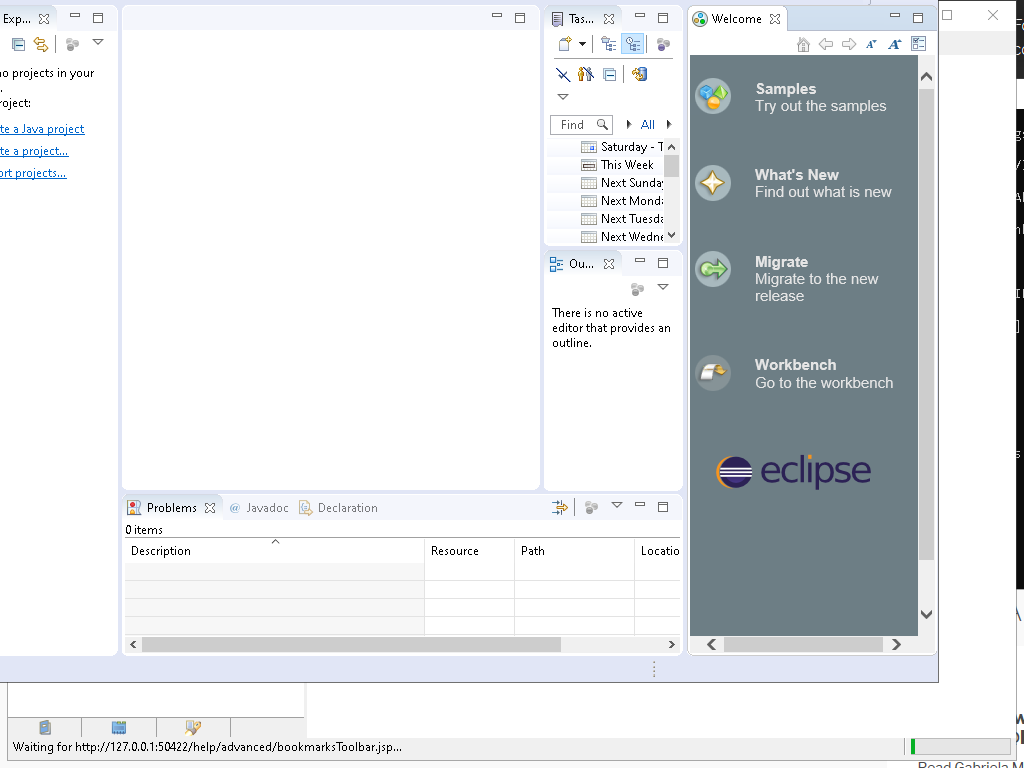 Exp...
no projects in your
roject:
te a Java project
te a project...
ort projects...
Tas...
Find
All
Saturday - T
This Week
Next Sunda
Next Monda
Next Tuesda
Next Wedne
Ou...
There is no active
editor that provides an
outline.
Welcome
Samples
Try out the samples
What's New
Find out what is new
Migrate
Migrate to the new
release
Workbench
Go to the workbench
eclipse
Problems
@ Javadoc
Declaration
0 items
Description
Resource
Path
Locatio
Waiting for http://127.0.0.1:50422/help/advanced/bookmarksToolbar.jsp...
Read Gabriela M